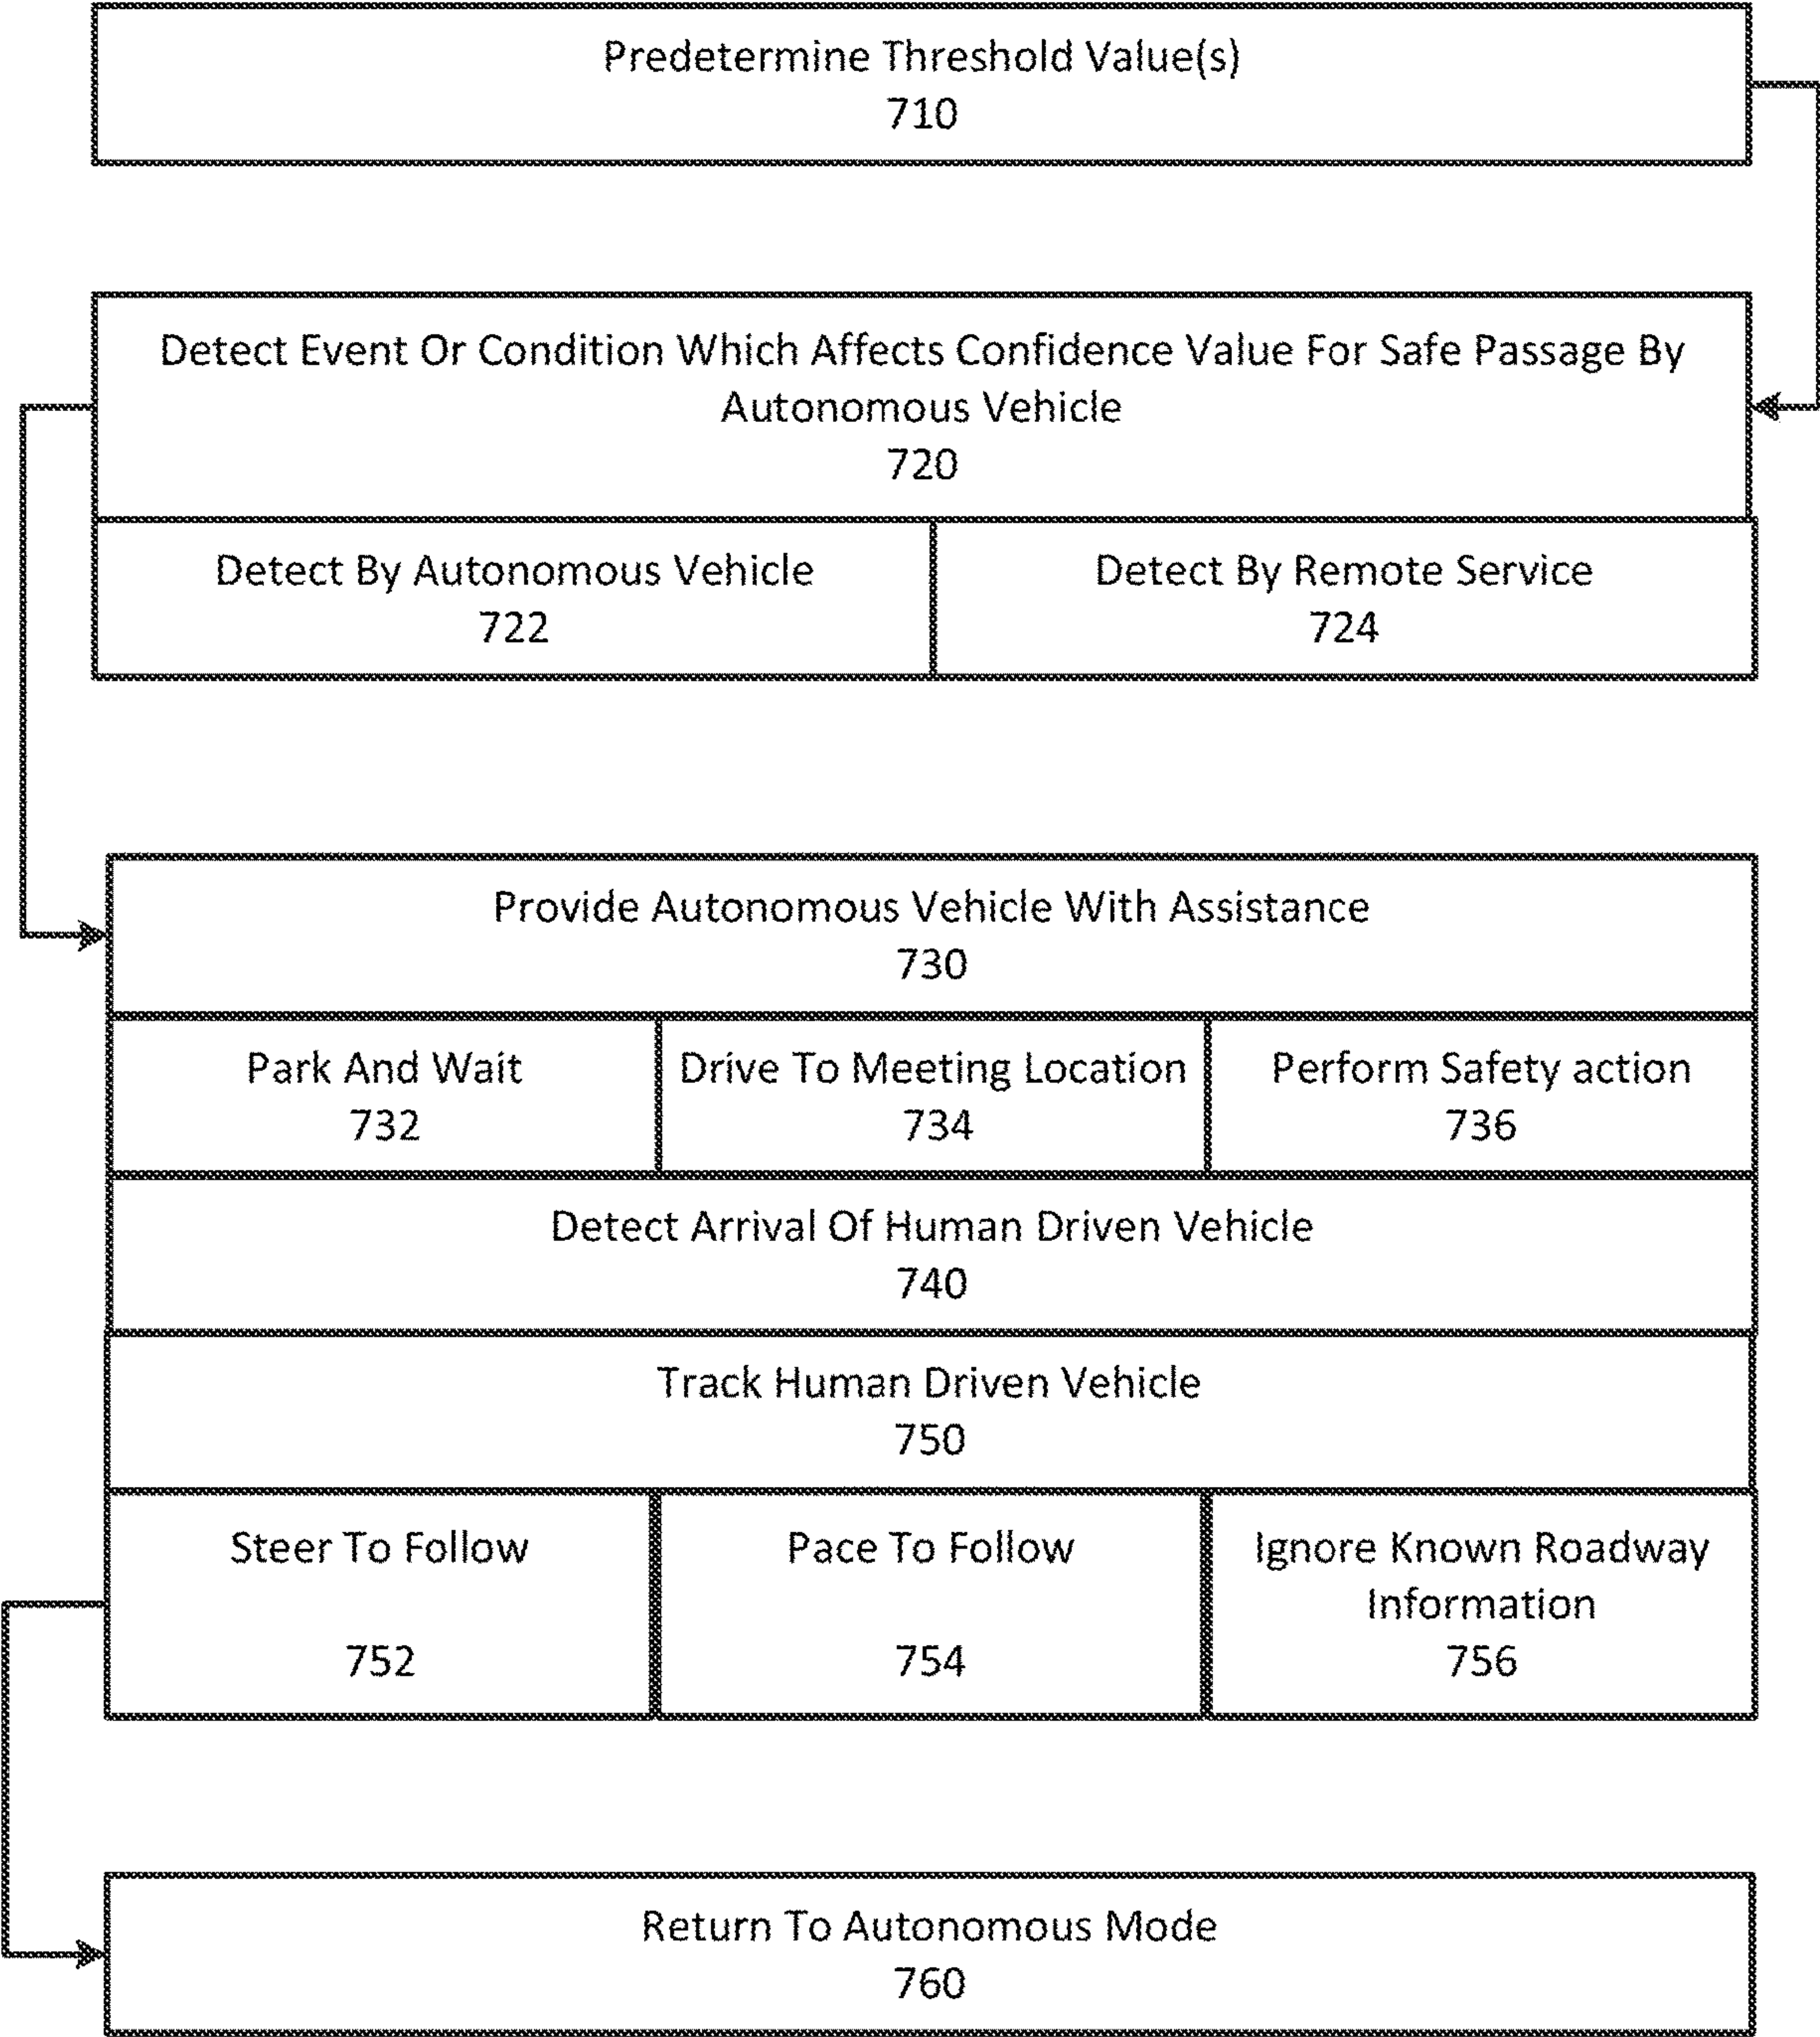 Predetermine Threshold Value(s)
710
Detect Event Or Condition Which Affects Confidence Value For Safe Passage By
Autonomous Vehicle
720
Detect By Autonomous Vehicle
722
Detect By Remote Service
724
Provide Autonomous Vehicle With Assistance
730
Park And Wait
732
Drive To Meeting Location
734
Perform Safety action
736
Detect Arrival Of Human Driven Vehicle
740
Track Human Driven Vehicle
750
Steer To Follow
752
Pace To Follow
754
Ignore Known Roadway
Information
756
Return To Autonomous Mode
760